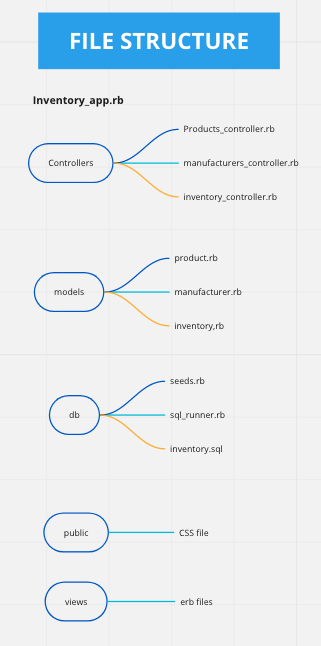 FILE STRUCTURE
Inventory_app.rb
Controllers
Products_controller.rb
manufacturers_controller.rb
inventory_controller.rb
models
product.rb
manufacturer.rb
inventory,rb
db
seeds.rb
sql_runner.rb
inventory.sql
public
CSS file
views
erb files